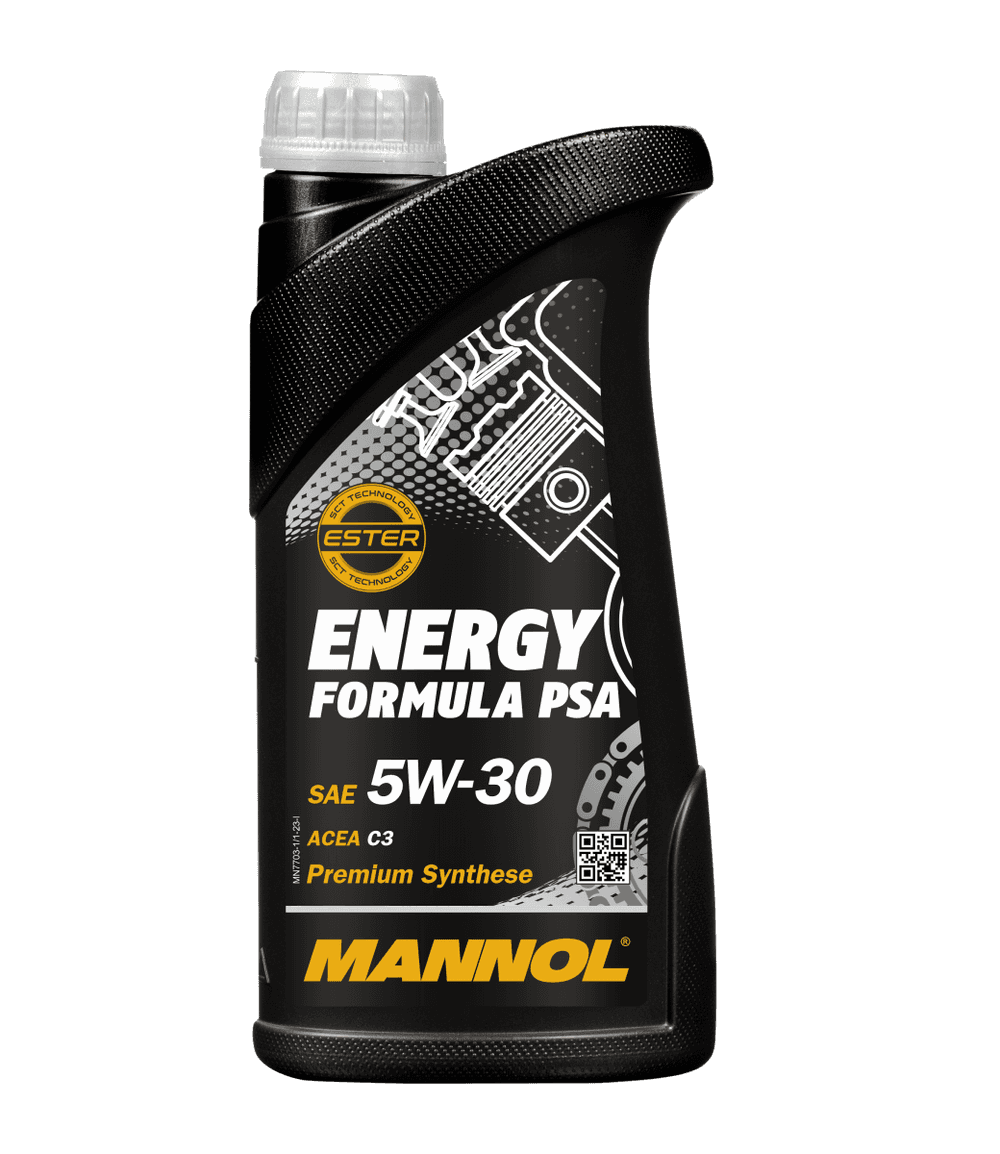 SCT TECHNOLOGY
ESTER
SCT TECHNOLOGY
ENERGY
FORMULA PSA
SAE 5W-30
ACEA C3
MN7703-1/1-23-I
Premium Synthese
MANNOL®